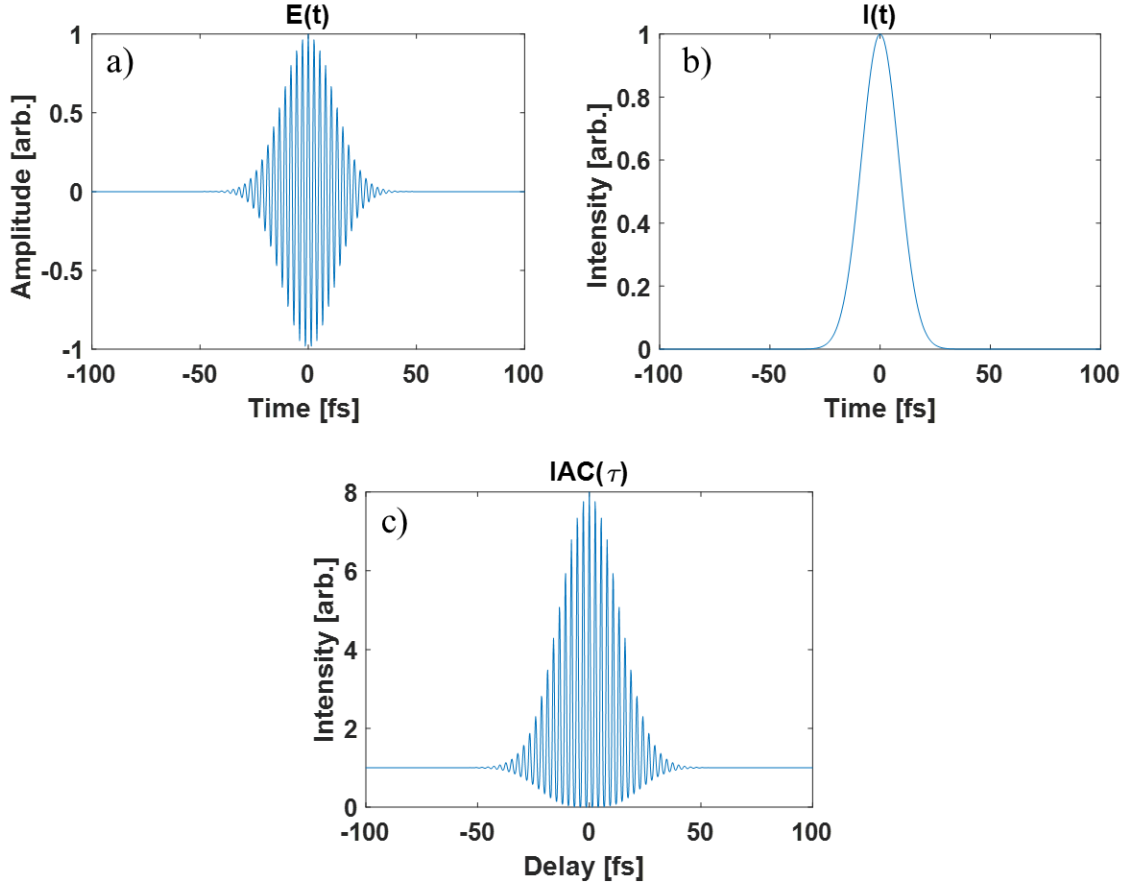 E(t)
a)
Amplitude [arb.]
1
0.5
0
-0.5
-1
-100 -50 0 50 100
Time [fs]
I(t)
b)
Intensity [arb.]
1
0.8
0.6
0.4
0.2
0
-100 -50 0 50 100
Time [fs]
IAC(τ)
c)
Intensity [arb.]
8
6
4
2
0
-100 -50 0 50 100
Delay [fs]